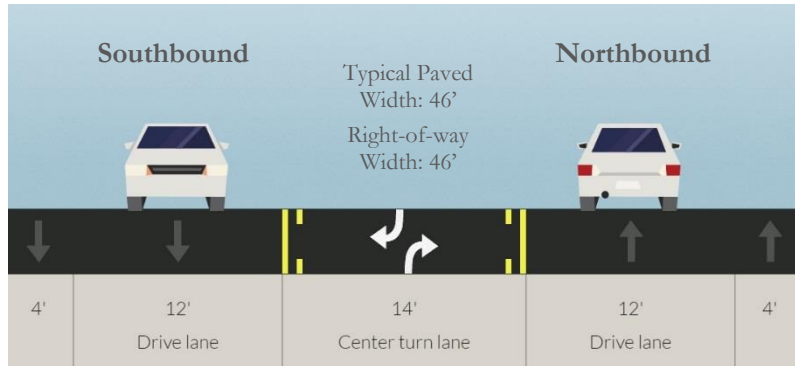 Southbound
Northbound
Typical Paved
Width: 46’
Right-of-way
Width: 46’
4'
12'
14'
12'
4'
Drive lane
Center turn lane
Drive lane